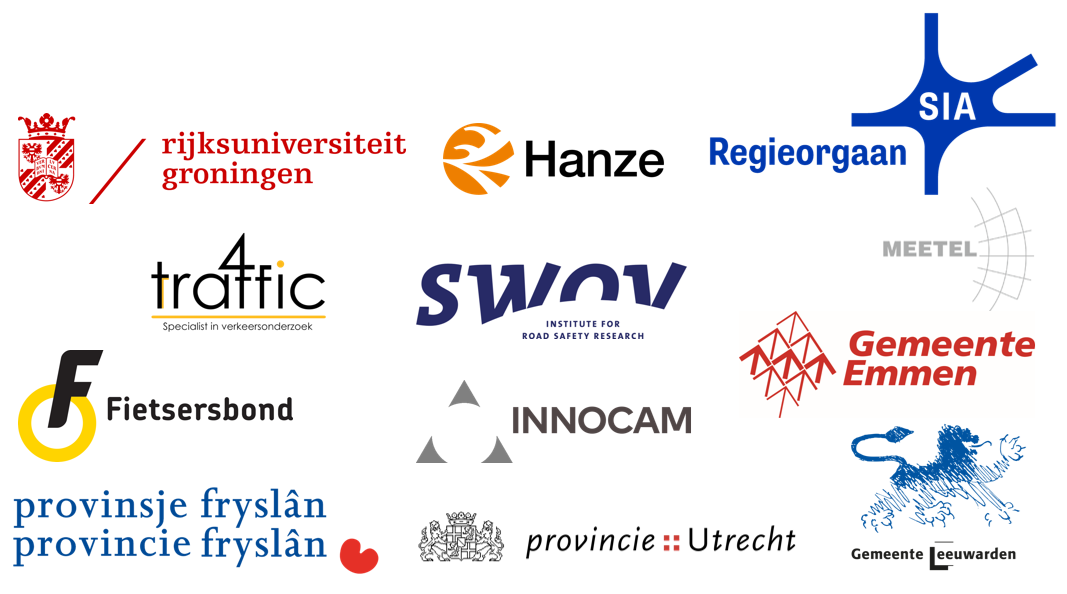 rijksuniversiteit
groningen
Hanze
SIA
Regieorgaan
MEETEL
4
traffic
Specialist in verkeersonderzoek
SWOV
INSTITUTE FOR
ROAD SAFETY RESEARCH
Gemeente
Emmen
F
Fietsersbond
INNOCAM
provinsje fryslân
provincie fryslân
provincie :: Utrecht
Gemeente Leeuwarden